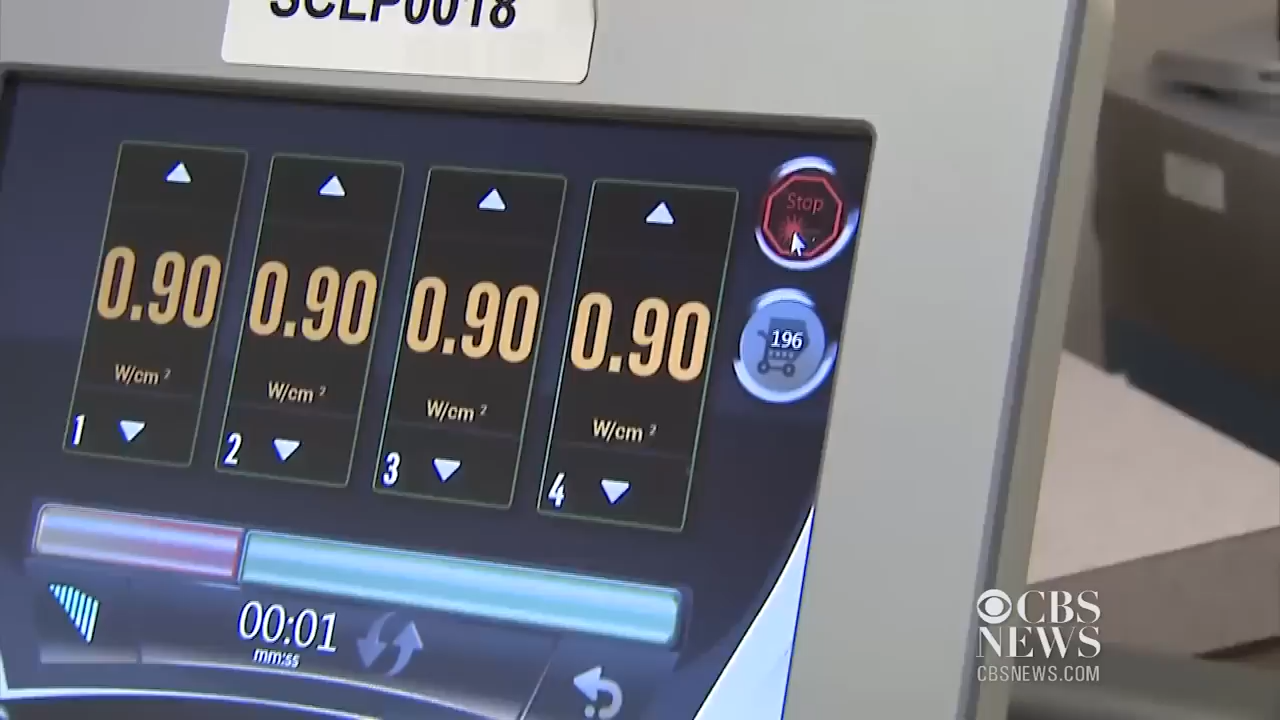 SCLP0018
0.90
W/cm 2
1
0.90
W/cm 2
2
0.90
W/cm 2
3
0.90
W/cm 2
4
Stop
196
00:01
mm:ss
CBS
NEWS
CBSNEWS.COM